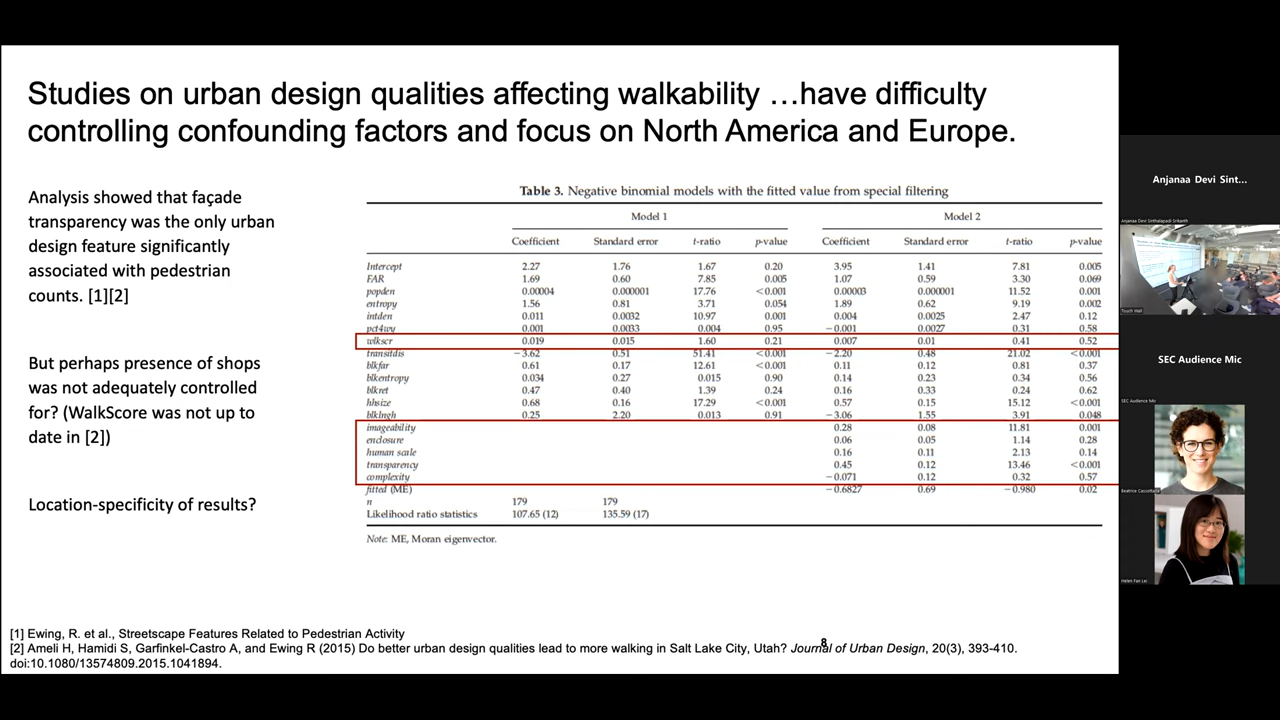 Studies on urban design qualities affecting walkability …have difficulty
controlling confounding factors and focus on North America and Europe.
Analysis showed that façade
transparency was the only urban
design feature significantly
associated with pedestrian
counts. [1][2]
But perhaps presence of shops
was not adequately controlled
for? (WalkScore was not up to
date in [2])
Location-specificity of results?
Table 3. Negative binomial models with the fitted value from special filtering
Model 1 Model 2
Coefficient Standard error t-ratio p-value Coefficient Standard error t-ratio p-value
Intercept 2.27 1.76 1.67 0.20 3.95 1.41 7.81 0.005
FAR 1.69 0.60 7.85 0.005 1.07 0.59 3.30 0.069
popden 0.00004 0.000001 17.76 <0.001 0.00003 0.000001 11.52 0.001
entropy 1.56 0.81 3.71 0.054 1.89 0.62 9.19 0.002
intden 0.011 0.0032 10.97 0.001 0.004 0.0025 2.47 0.12
pct4wy 0.001 0.0033 0.004 0.95 −0.001 0.0027 0.31 0.58
wlkscr 0.019 0.015 1.60 0.21 0.007 0.01 0.41 0.52
transitdis −3.62 0.51 51.41 <0.001 −2.20 0.48 21.02 <0.001
blkfar 0.61 0.17 12.61 <0.001 0.11 0.12 0.81 0.37
blkentropy 0.034 0.27 0.015 0.90 0.14 0.23 0.34 0.56
blkret 0.47 0.40 1.39 0.24 0.16 0.33 0.24 0.62
hhsize 0.68 0.16 17.29 <0.001 0.57 0.15 15.12 <0.001
blklngh 0.25 2.20 0.013 0.91 −3.06 1.55 3.91 0.048
imageability 0.28 0.08 11.81 0.001
enclosure 0.06 0.05 1.14 0.28
human scale 0.16 0.11 2.13 0.14
transparency 0.45 0.12 13.46 <0.001
complexity −0.071 0.12 0.32 0.57
fitted (ME) −0.6827 0.69 −0.980 0.02
n 179 179
Likelihood ratio statistics 107.65 (12) 135.59 (17)
Note: ME, Moran eigenvector.
8
[1] Ewing, R. et al., Streetscape Features Related to Pedestrian Activity
[2] Ameli H, Hamidi S, Garfinkel-Castro A, and Ewing R (2015) Do better urban design qualities lead to more walking in Salt Lake City, Utah? Journal of Urban Design, 20(3), 393-410.
doi:10.1080/13574809.2015.1041894.
Anjanaa Devi Sint...
Anjanaa Devi Sinthalapadi Srikanth
Touch Wall
SEC Audience Mic
SEC Audience Mic
Helen Fan Lei